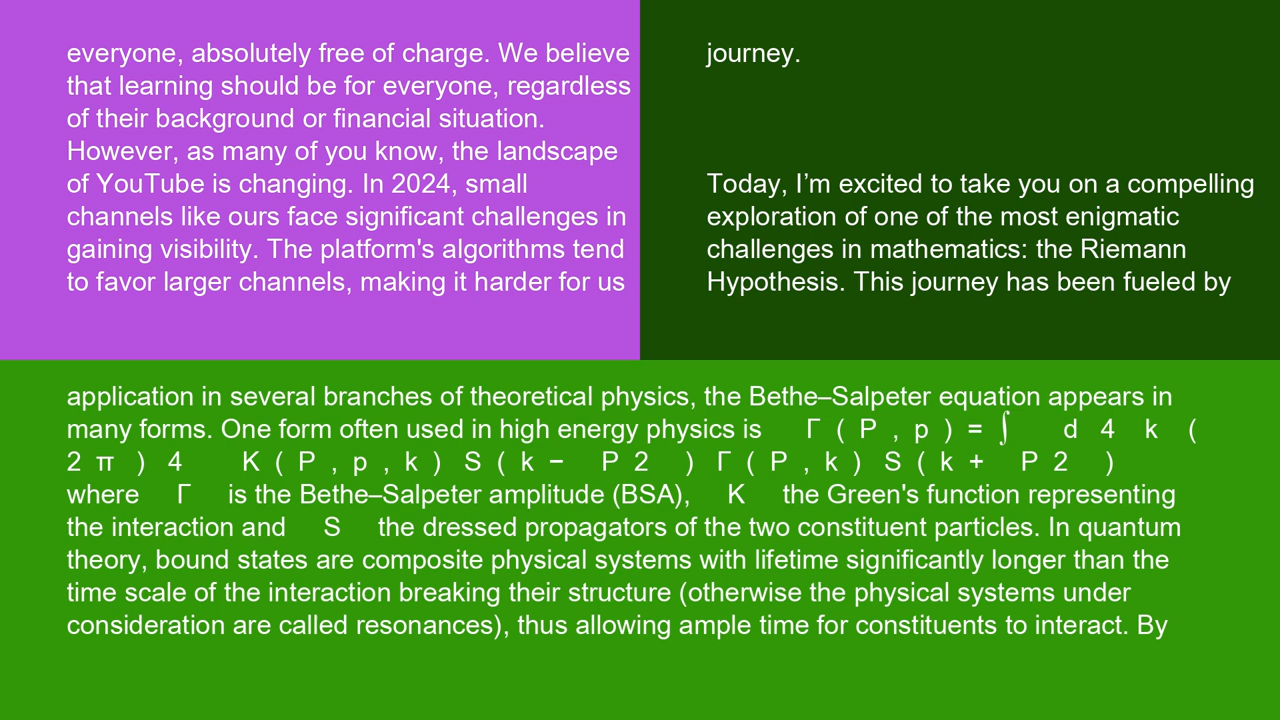 everyone, absolutely free of charge. We believe
that learning should be for everyone, regardless
of their background or financial situation.
However, as many of you know, the landscape
of YouTube is changing. In 2024, small
channels like ours face significant challenges in
gaining visibility. The platform's algorithms tend
to favor larger channels, making it harder for us
journey.
Today, I’m excited to take you on a compelling
exploration of one of the most enigmatic
challenges in mathematics: the Riemann
Hypothesis. This journey has been fueled by
application in several branches of theoretical physics, the Bethe–Salpeter equation appears in
many forms. One form often used in high energy physics is Γ ( P , p ) = ∫ d 4 k (
2 π ) 4 K ( P , p , k ) S ( k − P 2 ) Γ ( P , k ) S ( k + P 2 )
where Γ is the Bethe–Salpeter amplitude (BSA), K the Green's function representing
the interaction and S the dressed propagators of the two constituent particles. In quantum
theory, bound states are composite physical systems with lifetime significantly longer than the
time scale of the interaction breaking their structure (otherwise the physical systems under
consideration are called resonances), thus allowing ample time for constituents to interact. By